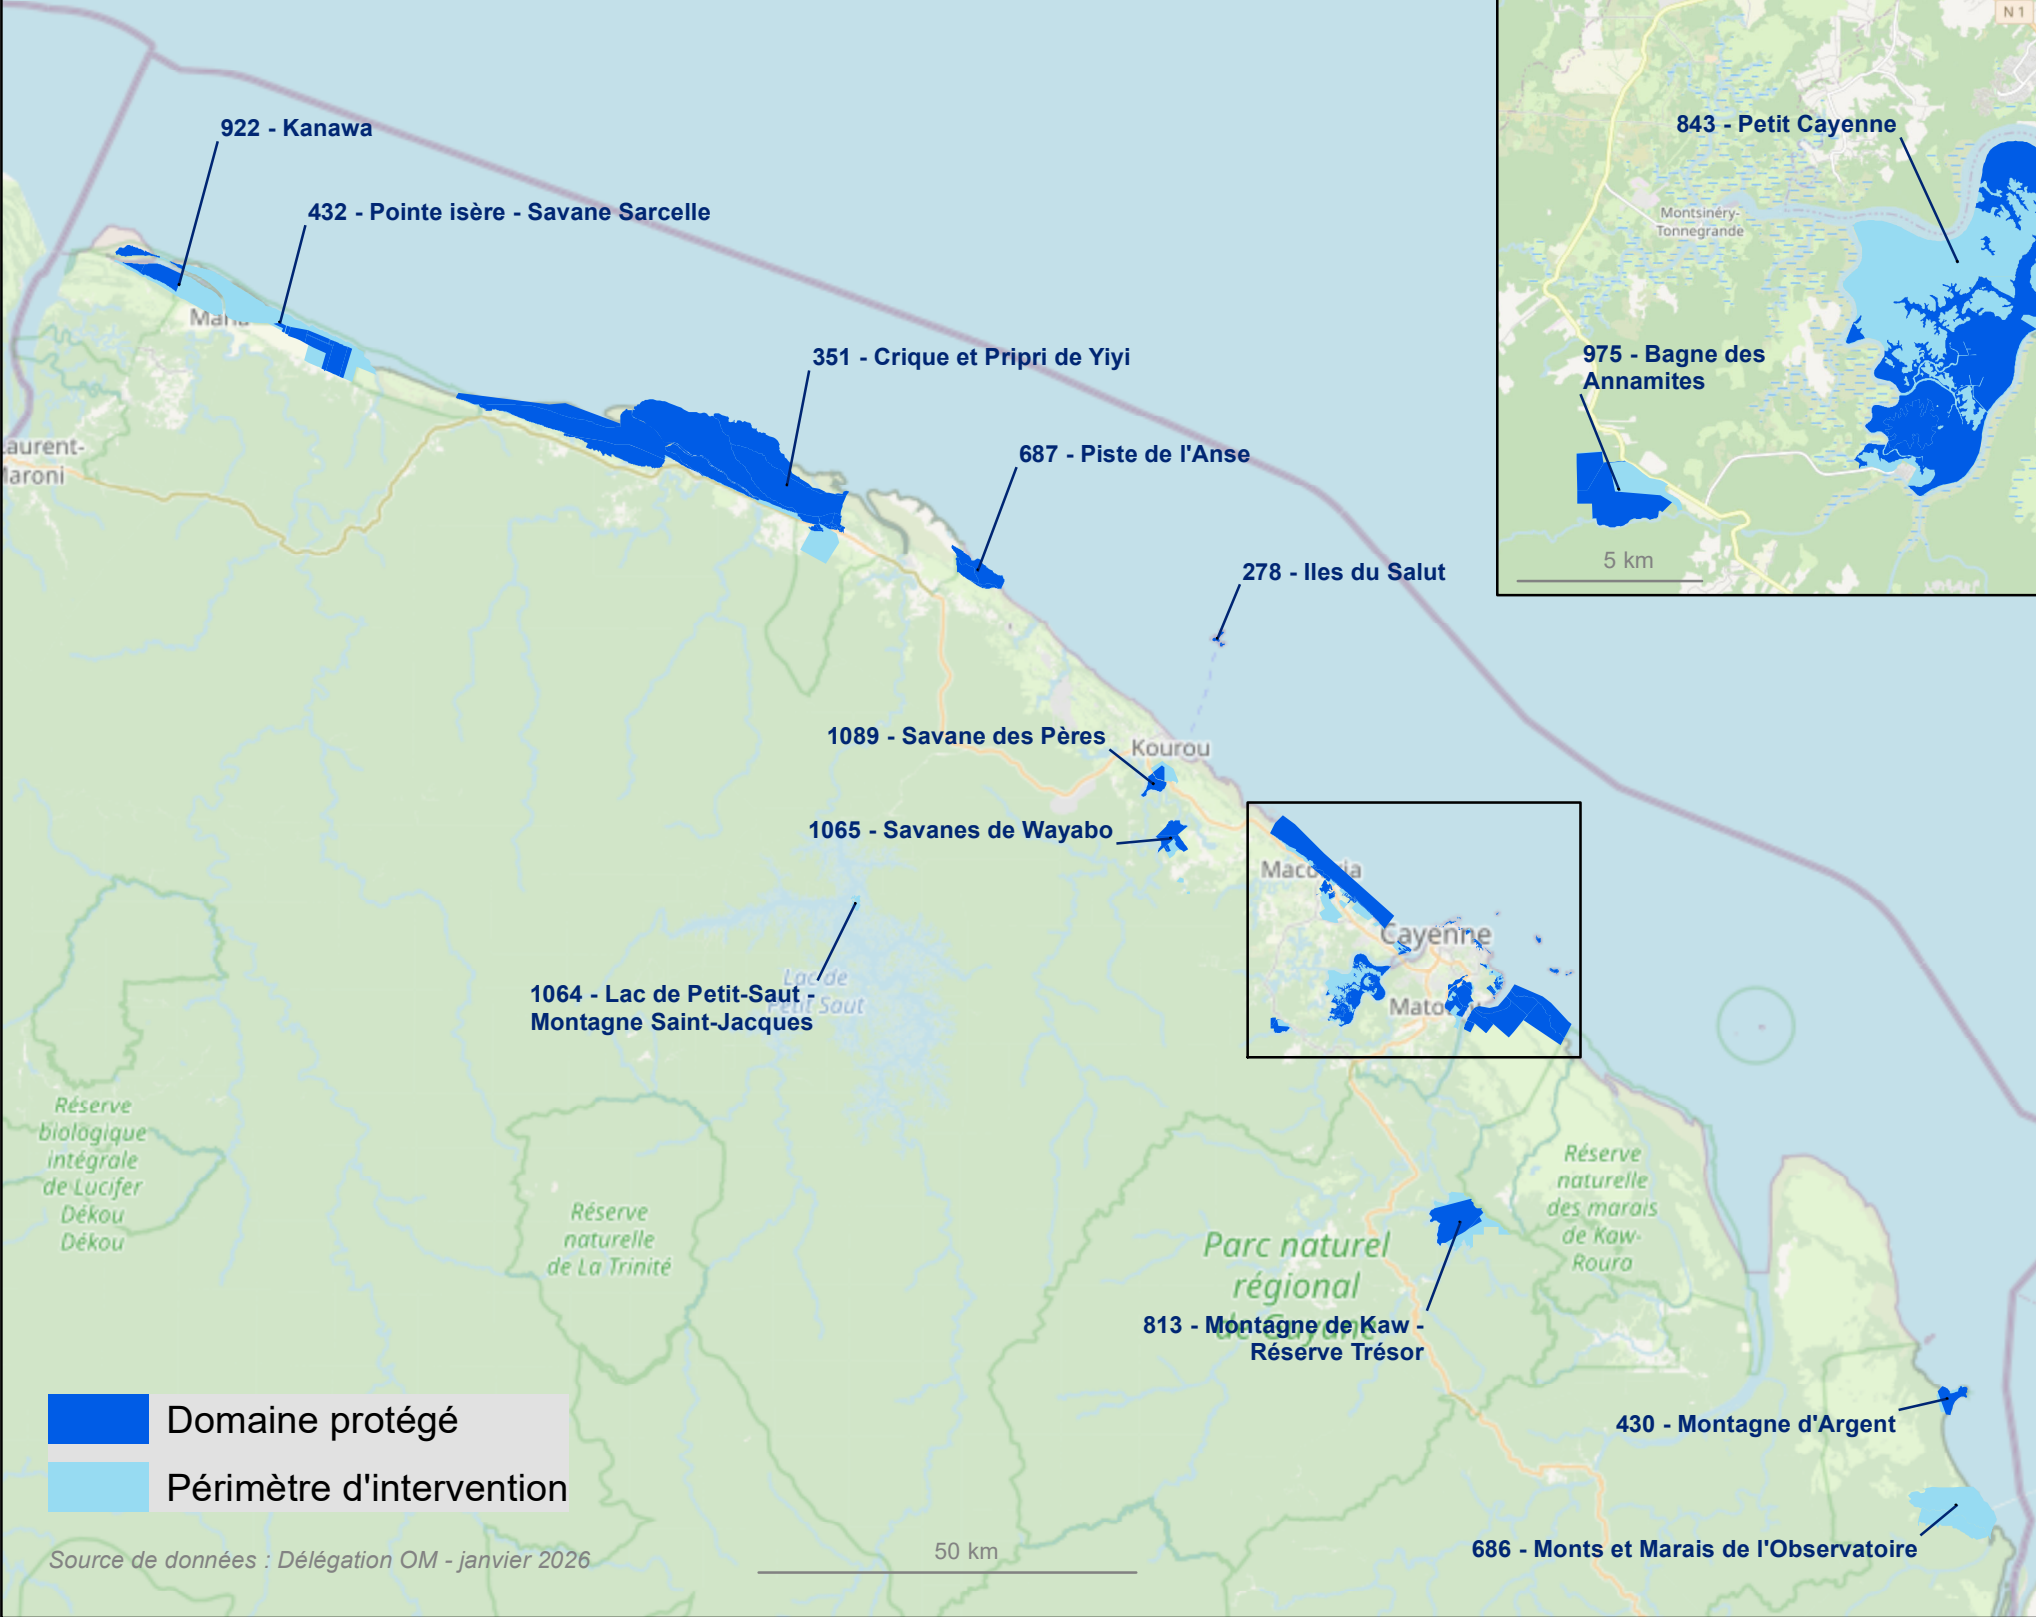 N 1
922 - Kanawa
843 - Petit Cayenne
432 - Pointe isère - Savane Sarcelle
Montsinéry-
Tonnegrande
351 - Crique et Pripri de Yiyi
975 - Bagne des
Annamites
687 - Piste de l'Anse
aurent-
Maroni
5 km
278 - Iles du Salut
1089 - Savane des Pères
Kourou
1065 - Savanes de Wayabo
Cayenne
Lac de
Petit Saut
1064 - Lac de Petit-Saut -
Montagne Saint-Jacques
Réserve
biologique
intégrale
de Lucifer
Dékou
Dékou
Réserve
naturelle
de La Trinité
Réserve
naturelle
des marais
de Kaw-
Roura
Parc naturel
régional
de Guyane
813 - Montagne de Kaw -
Réserve Trésor
430 - Montagne d'Argent
686 - Monts et Marais de l'Observatoire
Domaine protégé
Périmètre d'intervention
Source de données : Délégation OM - janvier 2026
50 km